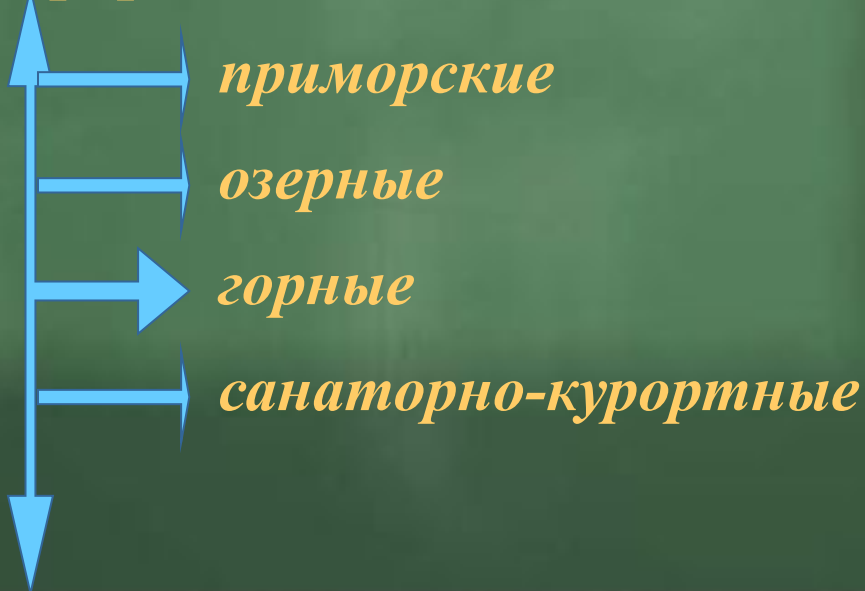 приморские
озерные
горные
санаторно-курортные